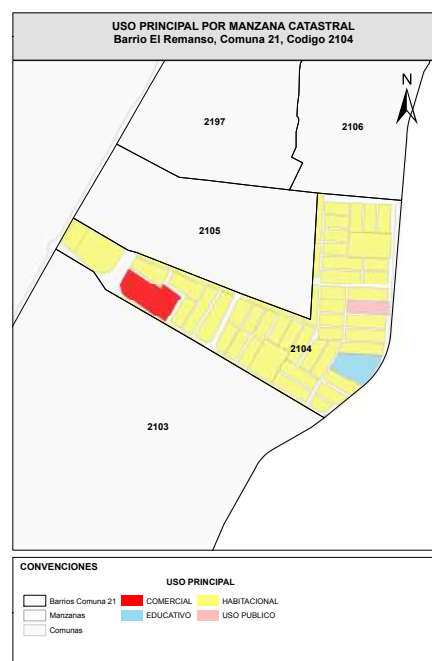 USO PRINCIPAL POR MANZANA CATASTRAL
Barrio El Remanso, Comuna 21, Codigo 2104
N
2197
2106
2105
2104
2103
CONVENCIONES
USO PRINCIPAL
Barrios Comuna 21 COMERCIAL HABITACIONAL
Manzanas EDUCATIVO USO PUBLICO
Comunas